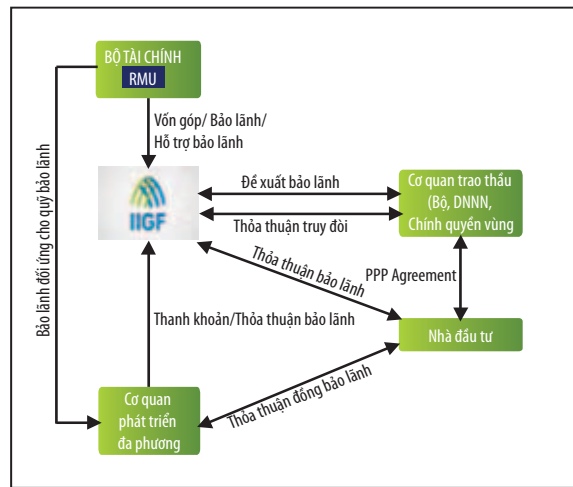 BỘ TÀI CHÍNH
RMU
Vốn góp/ Bảo lãnh/
Hỗ trợ bảo lãnh
IIGF
Đề xuất bảo lãnh
Thỏa thuận truy đòi
Cơ quan trao thầu
(Bộ, DNNN,
Chính quyền vùng
Bảo lãnh đối ứng cho quỹ bảo lãnh
Thỏa thuận bảo lãnh
PPP Agreement
Thanh khoản/Thỏa thuận bảo lãnh
Nhà đầu tư
Thỏa thuận đồng bảo lãnh
Cơ quan
phát triển
đa phương